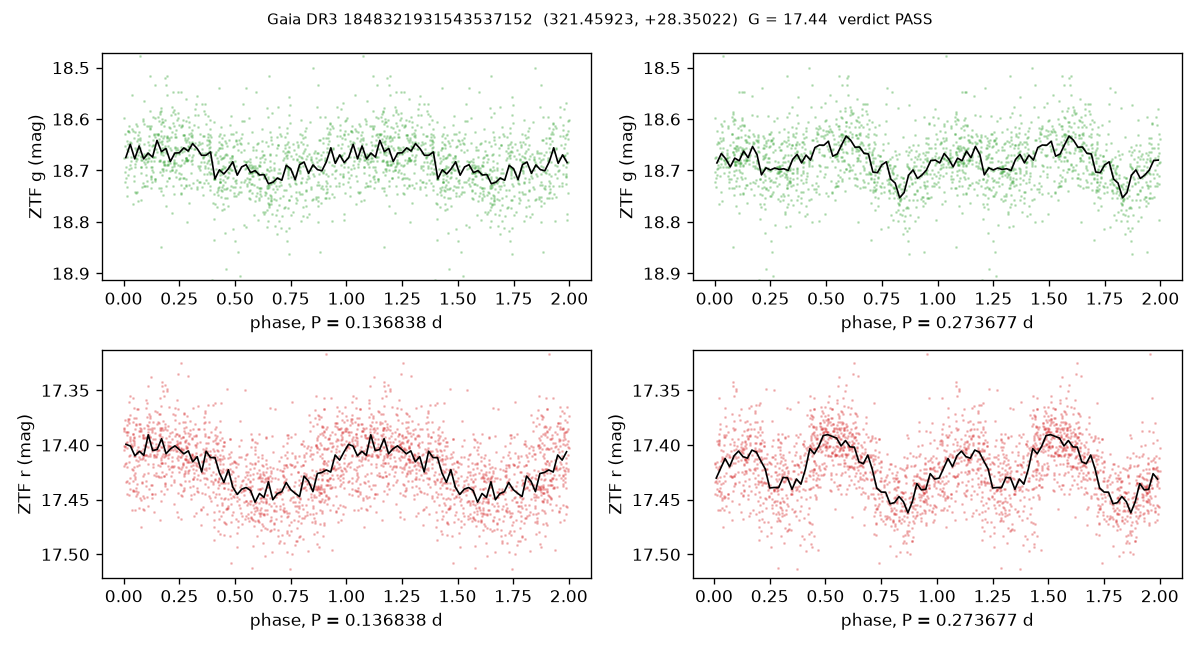 Gaia DR3 1848321931543537152 (321.45923, +28.35022) G = 17.44 verdict PASS
ZTF g (mag)
18.5
18.6
18.7
18.8
18.9
0.00 0.25 0.50 0.75 1.00 1.25 1.50 1.75 2.00
phase, P = 0.136838 d
ZTF g (mag)
18.5
18.6
18.7
18.8
18.9
0.00 0.25 0.50 0.75 1.00 1.25 1.50 1.75 2.00
phase, P = 0.273677 d
ZTF r (mag)
17.35
17.40
17.45
17.50
0.00 0.25 0.50 0.75 1.00 1.25 1.50 1.75 2.00
phase, P = 0.136838 d
ZTF r (mag)
17.35
17.40
17.45
17.50
0.00 0.25 0.50 0.75 1.00 1.25 1.50 1.75 2.00
phase, P = 0.273677 d